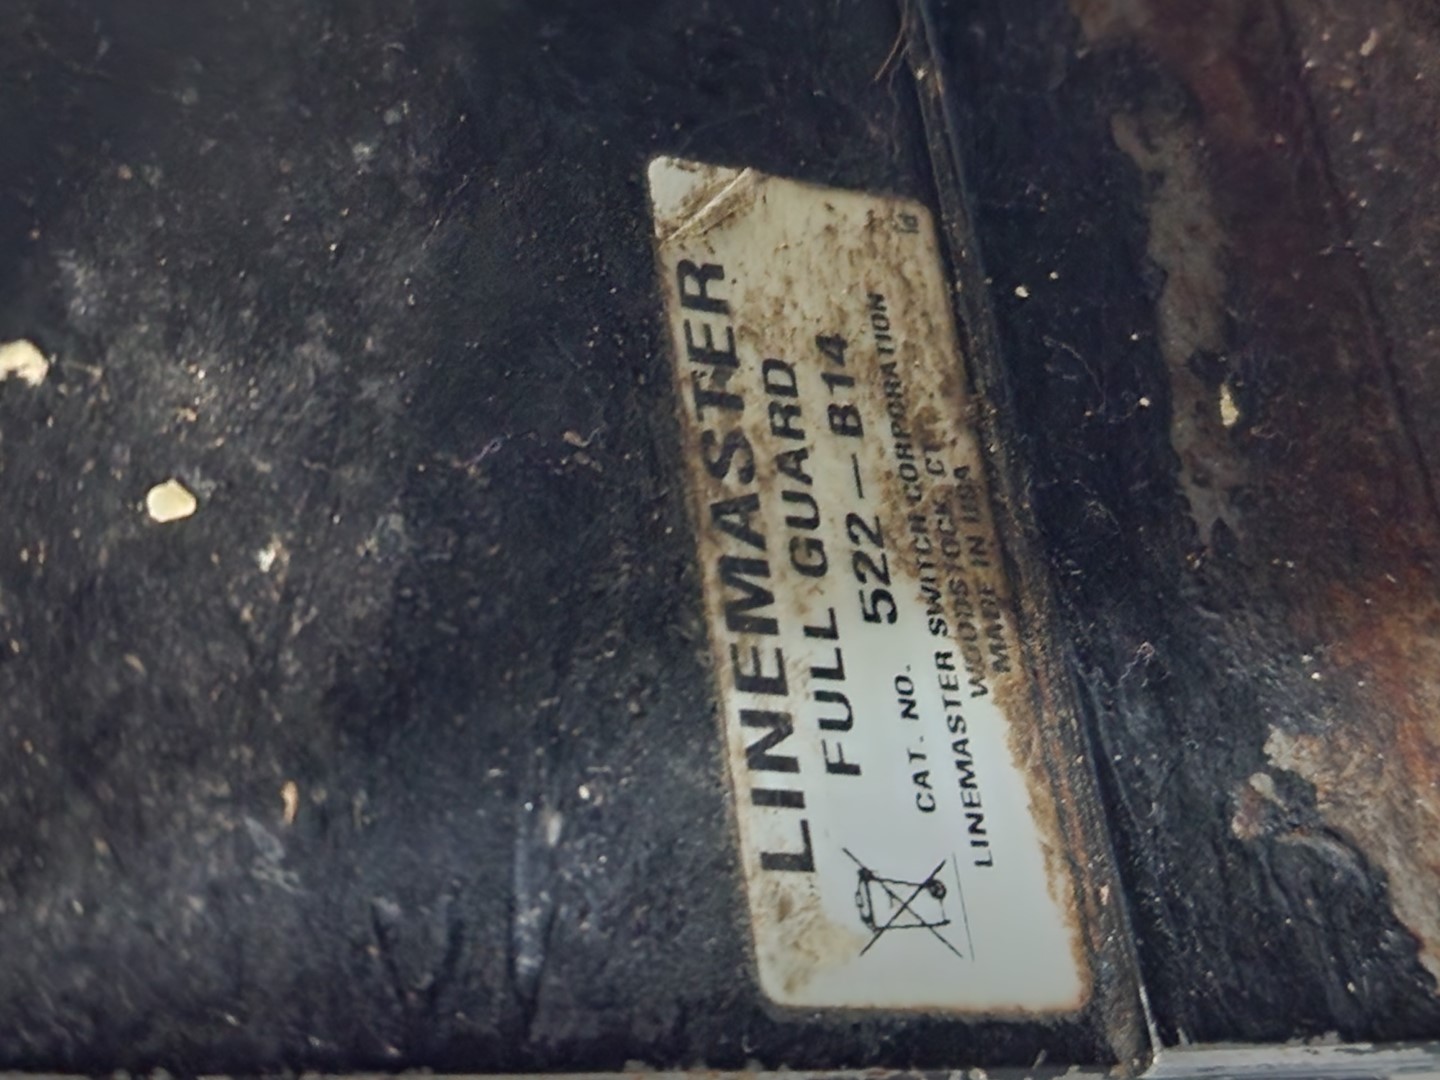 LINEMASTER
FULL GUARD
CAT. NO. 522-B14
LINEMASTER SWITCH CORPORATION
WOODSTOCK, CT
MADE IN USA